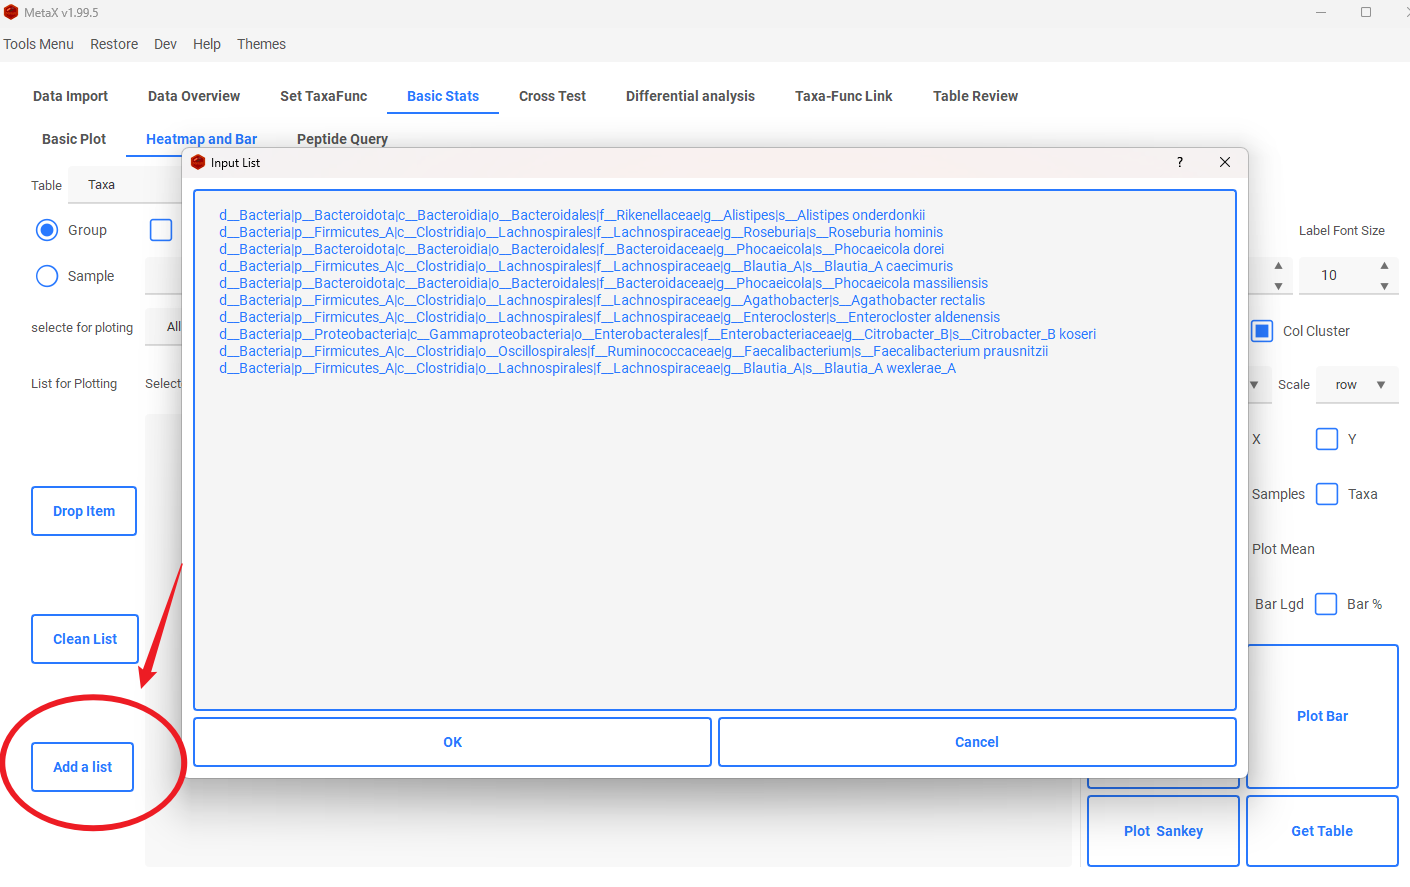 MetaX v1.99.5
Tools Menu Restore Dev Help Themes
Data Import Data Overview Set TaxaFunc Basic Stats Cross Test Differential analysis Taxa-Func Link Table Review
Basic Plot Heatmap and Bar Peptide Query
Input List ?
Table Taxa
d__Bacteria|p__Bacteroidota|c__Bacteroidia|o__Bacteroidales|f__Rikenellaceae|g__Alistipes|s__Alistipes onderdonkii
Group
d__Bacteria|p__Firmicutes_A|c__Clostridia|o__Lachnospirales|f__Lachnospiraceae|g__Roseburia|s__Roseburia hominis
Label Font Size
d__Bacteria|p__Bacteroidota|c__Bacteroidia|o__Bacteroidales|f__Bacteroidaceae|g__Phocaeicola|s__Phocaeicola dorei
d__Bacteria|p__Firmicutes_A|c__Clostridia|o__Lachnospirales|f__Lachnospiraceae|g__Blautia_A|s__Blautia_A caecimuris
Sample
d__Bacteria|p__Bacteroidota|c__Bacteroidia|o__Bacteroidales|f__Bacteroidaceae|g__Phocaeicola|s__Phocaeicola massiliensis
10
d__Bacteria|p__Firmicutes_A|c__Clostridia|o__Lachnospirales|f__Lachnospiraceae|g__Agathobacter|s__Agathobacter rectalis
d__Bacteria|p__Firmicutes_A|c__Clostridia|o__Lachnospirales|f__Lachnospiraceae|g__Enterocloster|s__Enterocloster aldenensis
selecte for ploting All
d__Bacteria|p__Proteobacteria|c__Gammaproteobacteria|o__Enterobacterales|f__Enterobacteriaceae|g__Citrobacter_B|s__Citrobacter_B koseri
Col Cluster
d__Bacteria|p__Firmicutes_A|c__Clostridia|o__Oscillospirales|f__Ruminococcaceae|g__Faecalibacterium|s__Faecalibacterium prausnitzii
d__Bacteria|p__Firmicutes_A|c__Clostridia|o__Lachnospirales|f__Lachnospiraceae|g__Blautia_A|s__Blautia_A wexlerae_A
List for Plotting Select
Scale row
X Y
Samples Taxa
Drop Item
Plot Mean
Bar Lgd Bar %
Clean List
Plot Bar
OK Cancel
Add a list
Plot Sankey Get Table